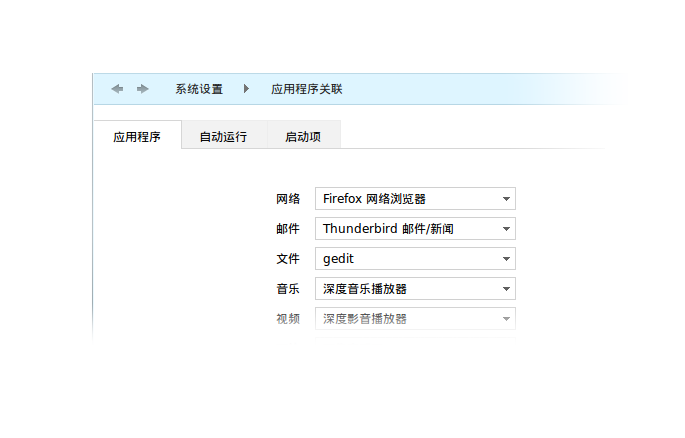 系统设置 应用程序关联
应用程序 自动运行 启动项
网络 Firefox 网络浏览器
邮件 Thunderbird 邮件/新闻
文件 gedit
音乐 深度音乐播放器
视频 深度影音播放器